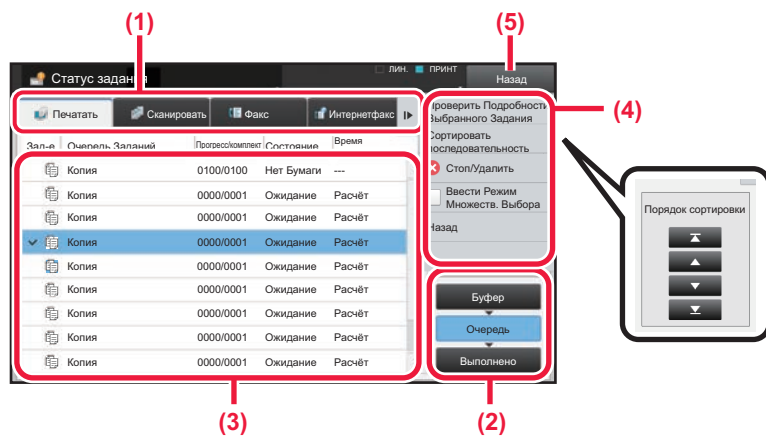 (1)
(5)
Статус задания
ЛИН. ПРИНТ
Назад
Печатать Сканировать Факс Интернетфакс
Проверить Подробности
Выбранного Задания
(4)
Сортировать
последовательность
Стоп/Удалить
Ввести Режим
Множеств. Выбора
Назад
Порядок сортировки
Зад-е Очередь Заданий Прогресс/комплект Состояние Время
Копия 0100/0100 Нет Бумаги ---
Копия 0000/0001 Ожидание Расчёт
Копия 0000/0001 Ожидание Расчёт
Копия 0000/0001 Ожидание Расчёт
Копия 0000/0001 Ожидание Расчёт
Копия 0000/0001 Ожидание Расчёт
Копия 0000/0001 Ожидание Расчёт
Копия 0000/0001 Ожидание Расчёт
Копия 0000/0001 Ожидание Расчёт
Буфер
Очередь
Выполнено
(3)
(2)